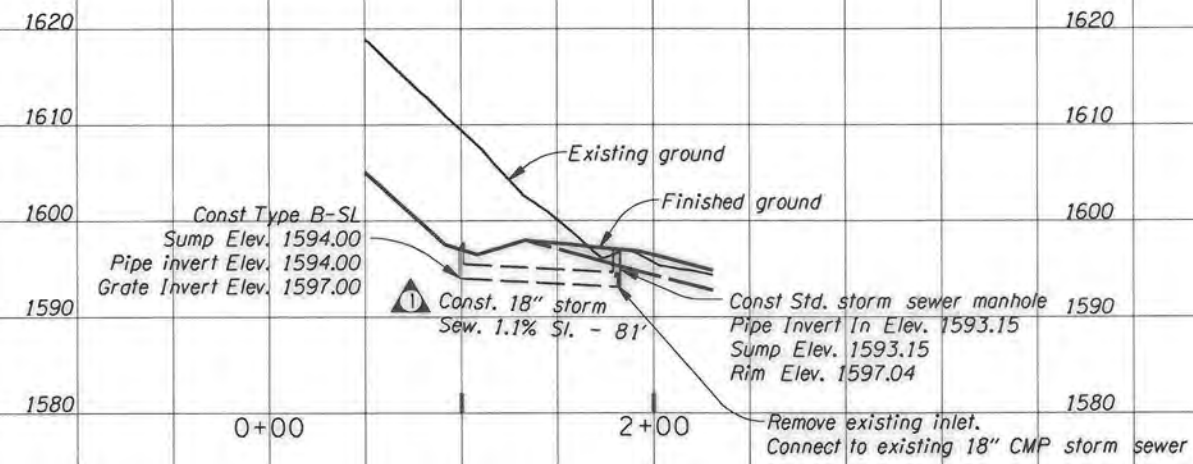 1620 1620
1610 1610
Existing ground
Finished ground
1600 1600
Const Type B-SL
Sump Elev. 1594.00
Pipe invert Elev. 1594.00
Grate Invert Elev. 1597.00
1 Const. 18" storm
Sew. 1.1% Sl. - 81'
Const Std. storm sewer manhole
Pipe Invert In Elev. 1593.15
Sump Elev. 1593.15
Rim Elev. 1597.04
1590 1590
1580 1580
Remove existing inlet.
Connect to existing 18" CMP storm sewer
0+00 2+00